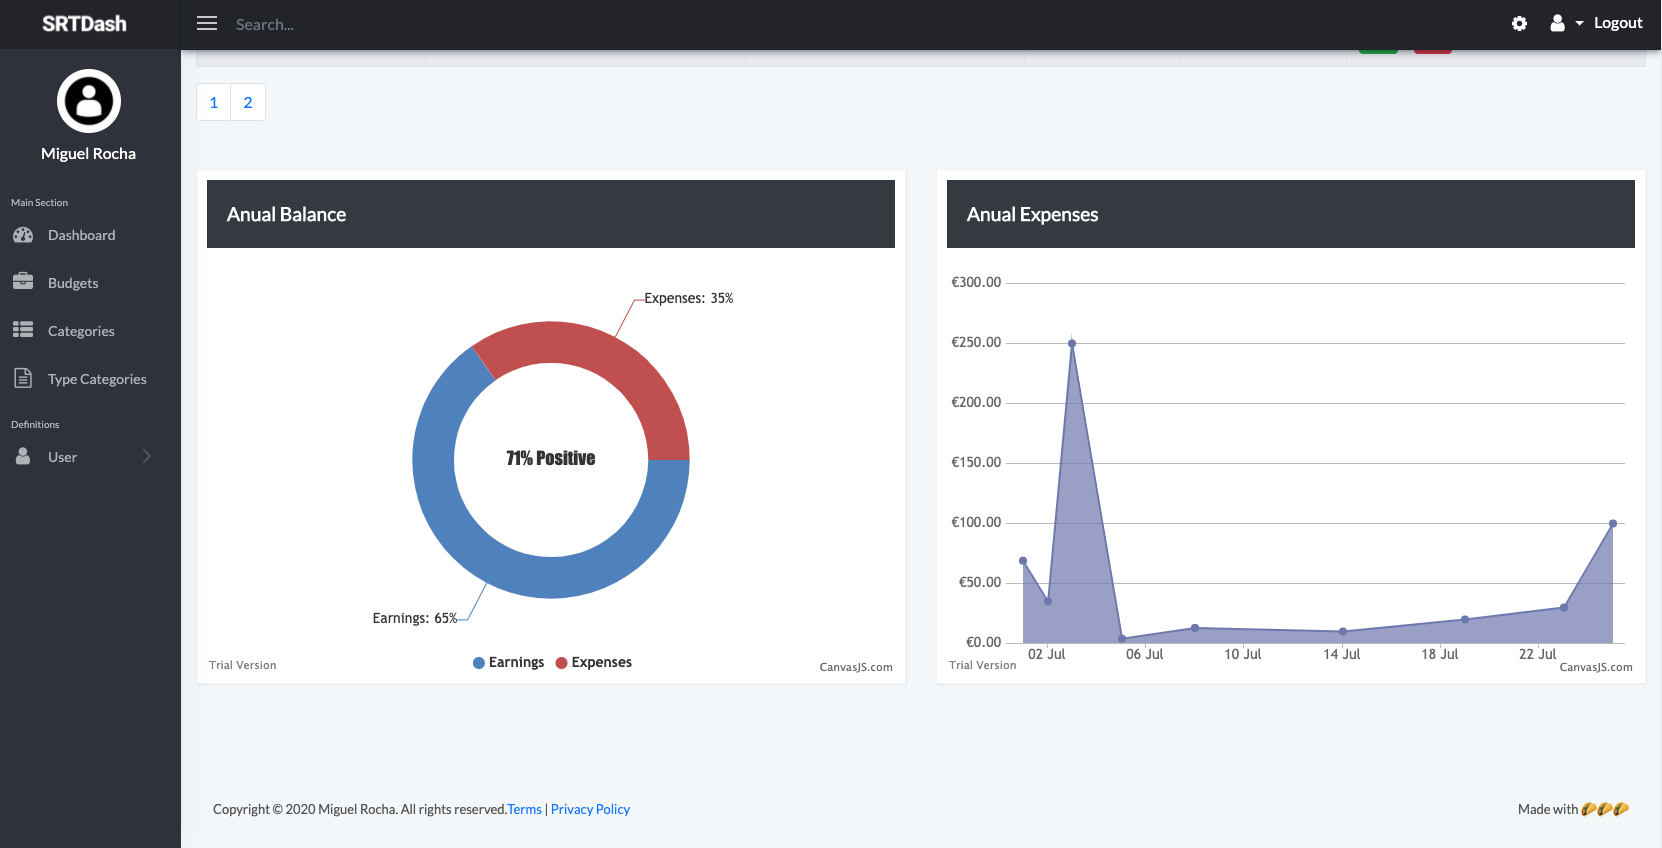 SRTDash
Search...
Logout
Miguel Rocha
Main Section
Dashboard
Budgets
Categories
Type Categories
Definitions
User
1 2
Anual Balance
Expenses: 35%
71% Positive
Earnings: 65%
Earnings Expenses
Trial Version
CanvasJS.com
Anual Expenses
€300.00
€250.00
€200.00
€150.00
€100.00
€50.00
€0.00
02 Jul 06 Jul 10 Jul 14 Jul 18 Jul 22 Jul
Trial Version
CanvasJS.com
Copyright © 2020 Miguel Rocha. All rights reserved.Terms | Privacy Policy
Made with 🌮🌮🌮